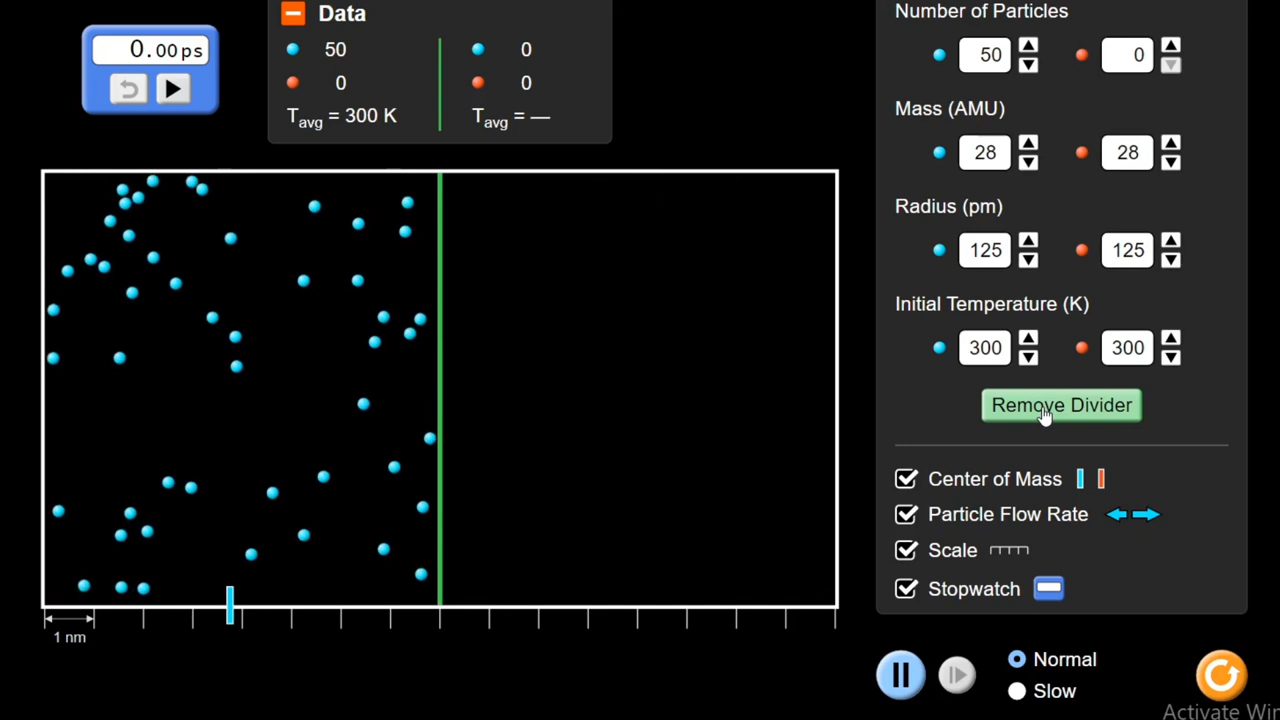 Data
50 0
0 0
Tavg = 300 K Tavg = —
0.00 ps
1 nm
Number of Particles
50 0
Mass (AMU)
28 28
Radius (pm)
125 125
Initial Temperature (K)
300 300
Remove Divider
Center of Mass
Particle Flow Rate
Scale
Stopwatch
Normal
Slow
Activate Win